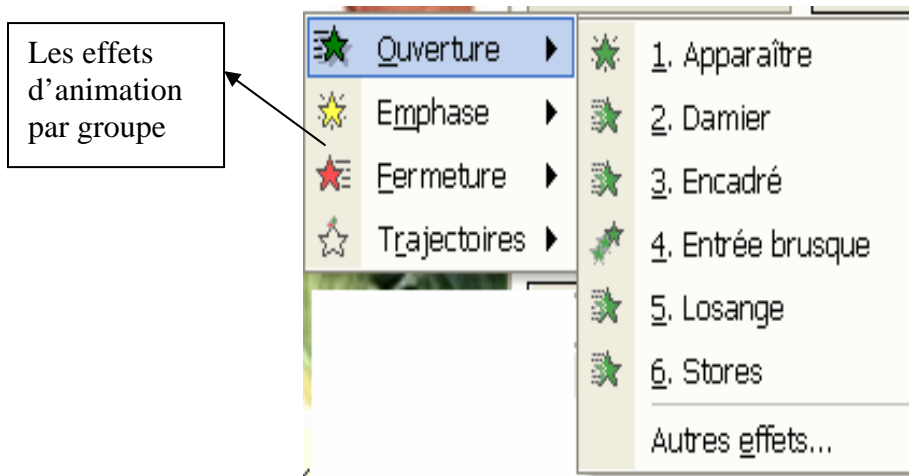 Les effets
d’animation
par groupe
Ouverture
Emphase
Fermeture
Trajectoires
1. Apparaître
2. Damier
3. Encadré
4. Entrée brusque
5. Losange
6. Stores
Autres effets...